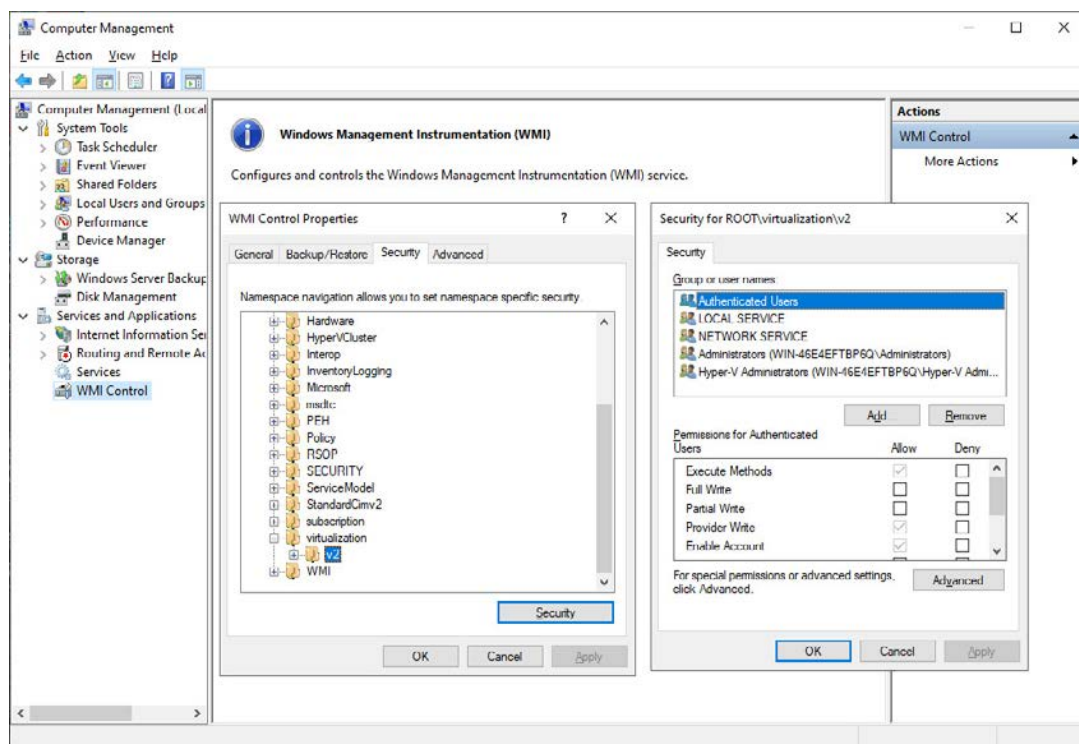 Computer Management
File Action View Help
Computer Management (Local
System Tools
Task Scheduler
Event Viewer
Shared Folders
Local Users and Groups
Performance
Device Manager
Storage
Windows Server Backup
Disk Management
Services and Applications
Internet Information Ser
Routing and Remote Ac
Services
WMI Control
Windows Management Instrumentation (WMI)
Configures and controls the Windows Management Instrumentation (WMI) service.
WMI Control Properties
General Backup/Restore Security Advanced
Namespace navigation allows you to set namespace specific security
Hardware
HyperVCluster
Interop
InventoryLogging
Microsoft
msdtc
PEH
Policy
RSOP
SECURITY
ServiceModel
StandardCimv2
subscription
virtualization
v2
WMI
Security
OK Cancel Apply
Security for ROOT\virtualization\v2
Security
Group or user names:
Authenticated Users
LOCAL SERVICE
NETWORK SERVICE
Administrators (WIN-46E4EFTBP6Q\Administrators)
Hyper-V Administrators (WIN-46E4EFTBP6Q\Hyper-V Admi...
Add... Remove
Permissions for Authenticated
Users Allow Deny
Execute Methods
Full Write
Partial Write
Provider Write
Enable Account
For special permissions or advanced settings,
click Advanced.
Advanced
OK Cancel Apply
Actions
WMI Control
More Actions